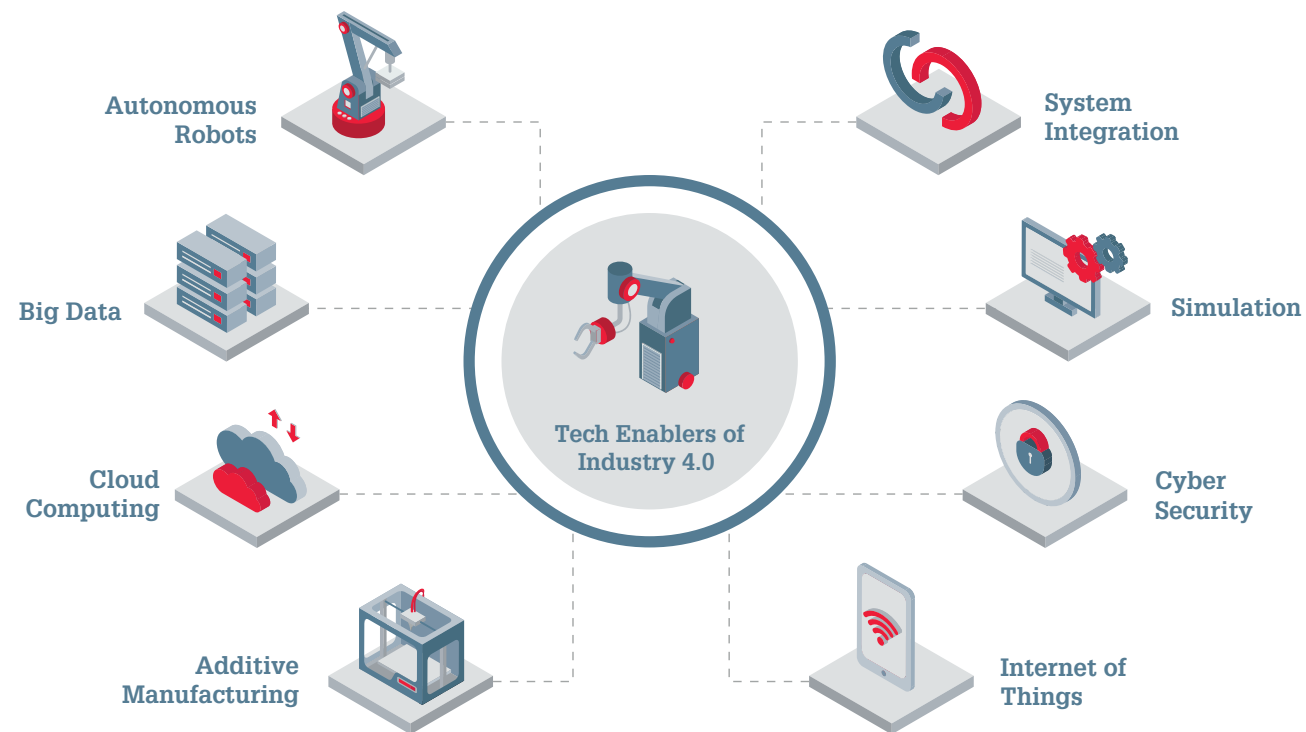 Autonomous
Robots
System
Integration
Big Data
Simulation
Tech Enablers of
Industry 4.0
Cloud
Computing
Cyber
Security
Additive
Manufacturing
Internet of
Things